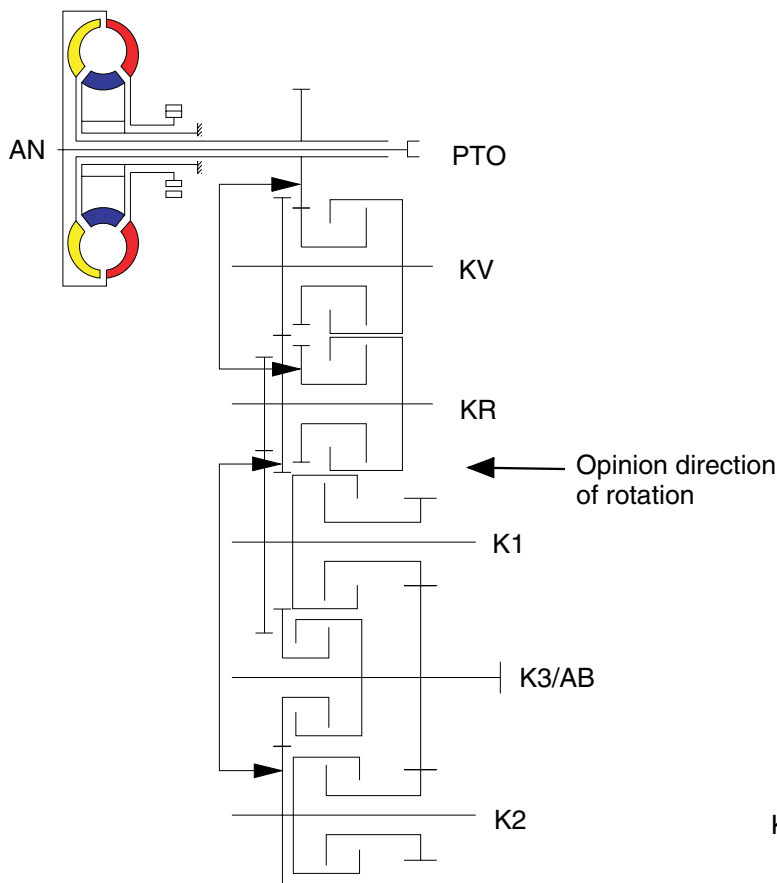 AN
PTO
KV
KR
Opinion direction
of rotation
K1
K3/AB
K2
K